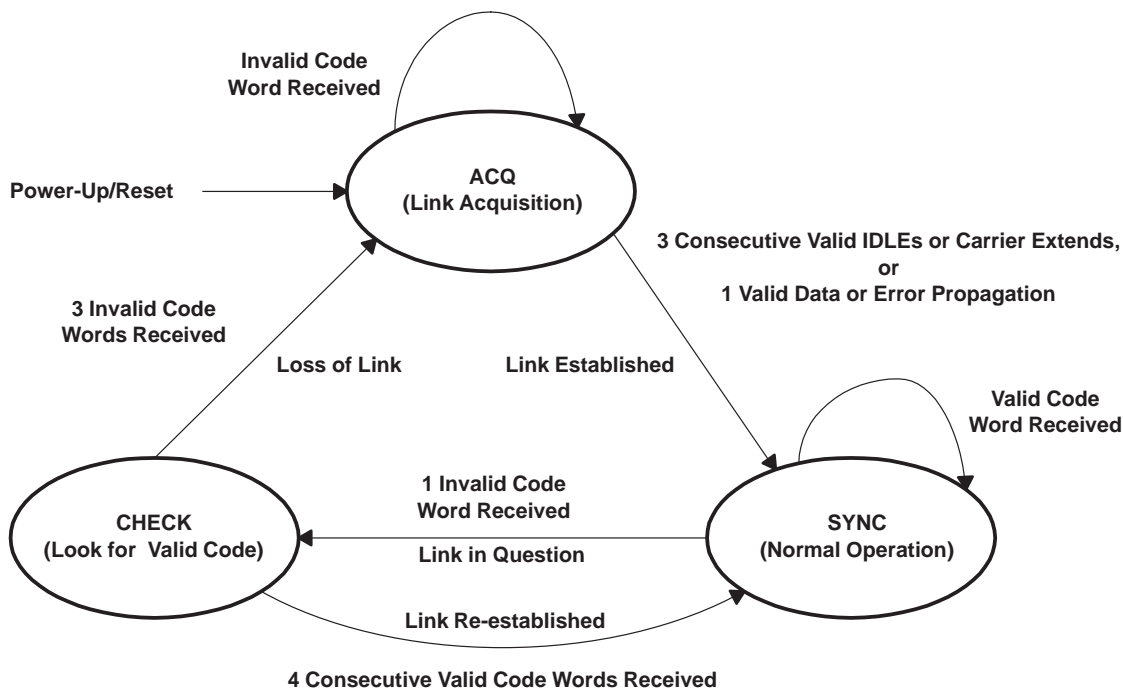 Invalid Code
Word Received
ACQ
(Link Acquisition)
Power-Up/Reset
3 Consecutive Valid IDLEs or Carrier Extends,
or
1 Valid Data or Error Propagation
3 Invalid Code
Words Received
Loss of Link
Link Established
Valid Code
Word Received
1 Invalid Code
Word Received
CHECK
(Look for Valid Code)
SYNC
(Normal Operation)
Link in Question
Link Re-established
4 Consecutive Valid Code Words Received